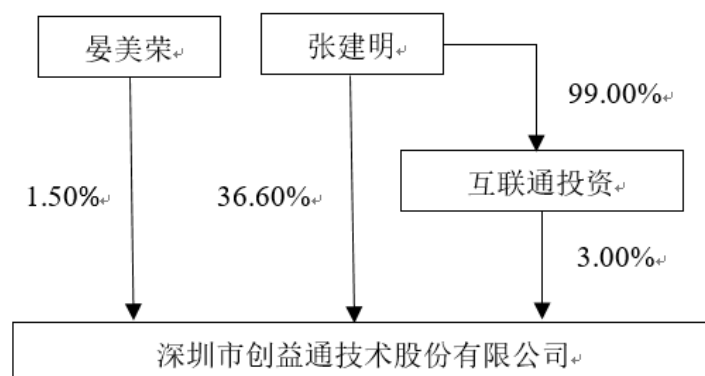 晏美荣
张建明
99.00%
互联通投资
1.50%
36.60%
3.00%
深圳市创益通技术股份有限公司